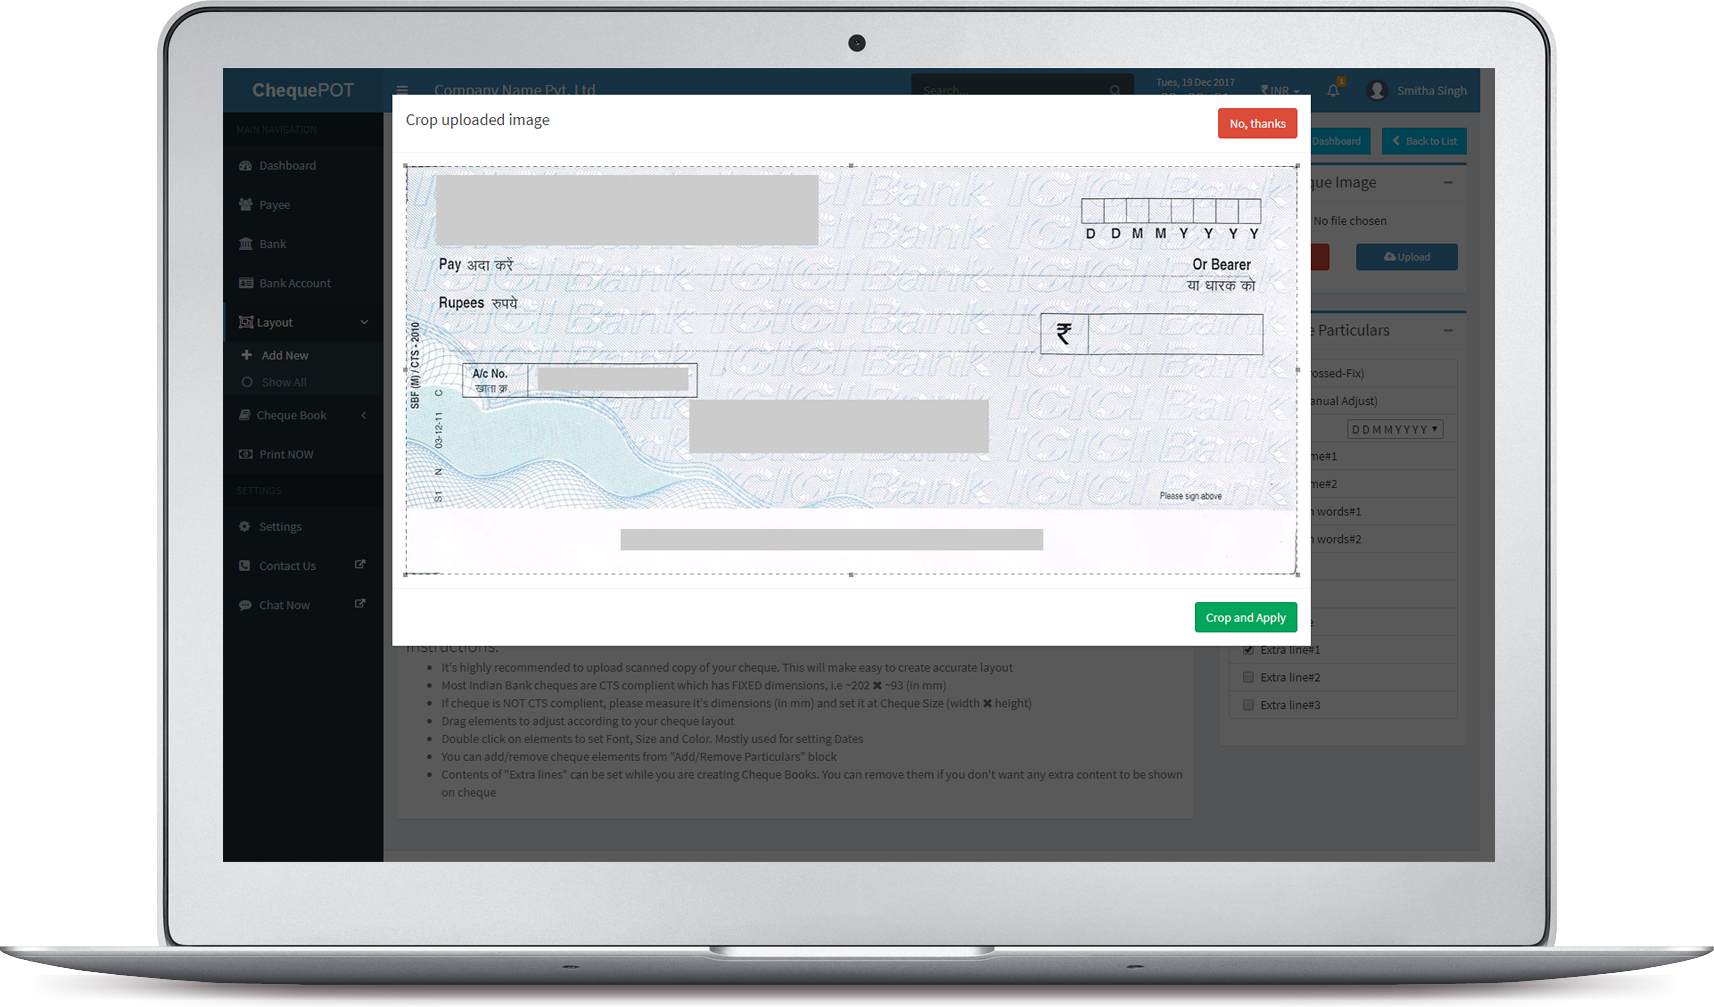 ChequePOT
Company Name Pvt. Ltd
Search...
Tues, 19 Dec 2017
₹ INR
1
Smitha Singh
MAIN NAVIGATION
Dashboard
Payee
Bank
Bank Account
Layout
Add New
Show All
Cheque Book
Print NOW
SETTINGS
Settings
Contact Us
Chat Now
Crop uploaded image
No, thanks
ICICI Bank
D D M M Y Y Y Y
Pay अदा करें
Or Bearer
या धारक को
Rupees रुपये
₹
A/c No.
खाता क्र.
SBF (M) / CTS - 2010
S1 N 03-12-11 C
Please sign above
Crop and Apply
Dashboard
Back to List
que Image
No file chosen
Upload
e Particulars
ossed-Fix)
anual Adjust)
D D M M Y Y Y Y
me#1
me#2
n words#1
n words#2
e
Extra line#1
Extra line#2
Extra line#3
Instructions:
It's highly recommended to upload scanned copy of your cheque. This will make easy to create accurate layout
Most Indian Bank cheques are CTS complient which has FIXED dimensions, i.e ~202 ✖ ~93 (in mm)
If cheque is NOT CTS complient, please measure it's dimensions (in mm) and set it at Cheque Size (width ✖ height)
Drag elements to adjust according to your cheque layout
Double click on elements to set Font, Size and Color. Mostly used for setting Dates
You can add/remove cheque elements from "Add/Remove Particulars" block
Contents of "Extra lines" can be set while you are creating Cheque Books. You can remove them if you don't want any extra content to be shown
on cheque